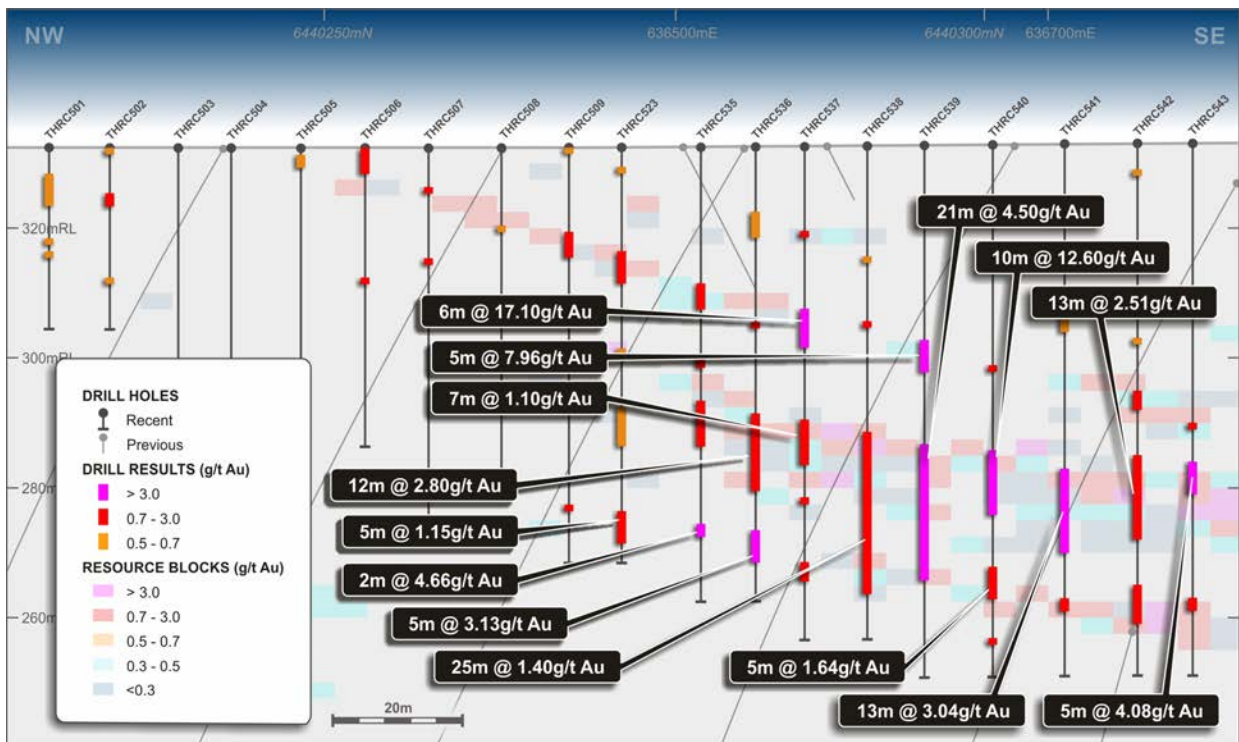 NW
6440250mN
636500mE
6440300mN
636700mE
SE
THRC501
THRC502
THRC503
THRC504
THRC505
THRC506
THRC507
THRC508
THRC509
THRC523
THRC535
THRC536
THRC537
THRC538
THRC539
THRC540
THRC541
THRC542
THRC543
320mRL
300mRL
280mRL
260m
21m @ 4.50g/t Au
10m @ 12.60g/t Au
13m @ 2.51g/t Au
6m @ 17.10g/t Au
5m @ 7.96g/t Au
7m @ 1.10g/t Au
12m @ 2.80g/t Au
5m @ 1.15g/t Au
2m @ 4.66g/t Au
5m @ 3.13g/t Au
25m @ 1.40g/t Au
5m @ 1.64g/t Au
13m @ 3.04g/t Au
5m @ 4.08g/t Au
DRILL HOLES
Recent
Previous
DRILL RESULTS (g/t Au)
> 3.0
0.7 - 3.0
0.5 - 0.7
RESOURCE BLOCKS (g/t Au)
> 3.0
0.7 - 3.0
0.5 - 0.7
0.3 - 0.5
<0.3
20m